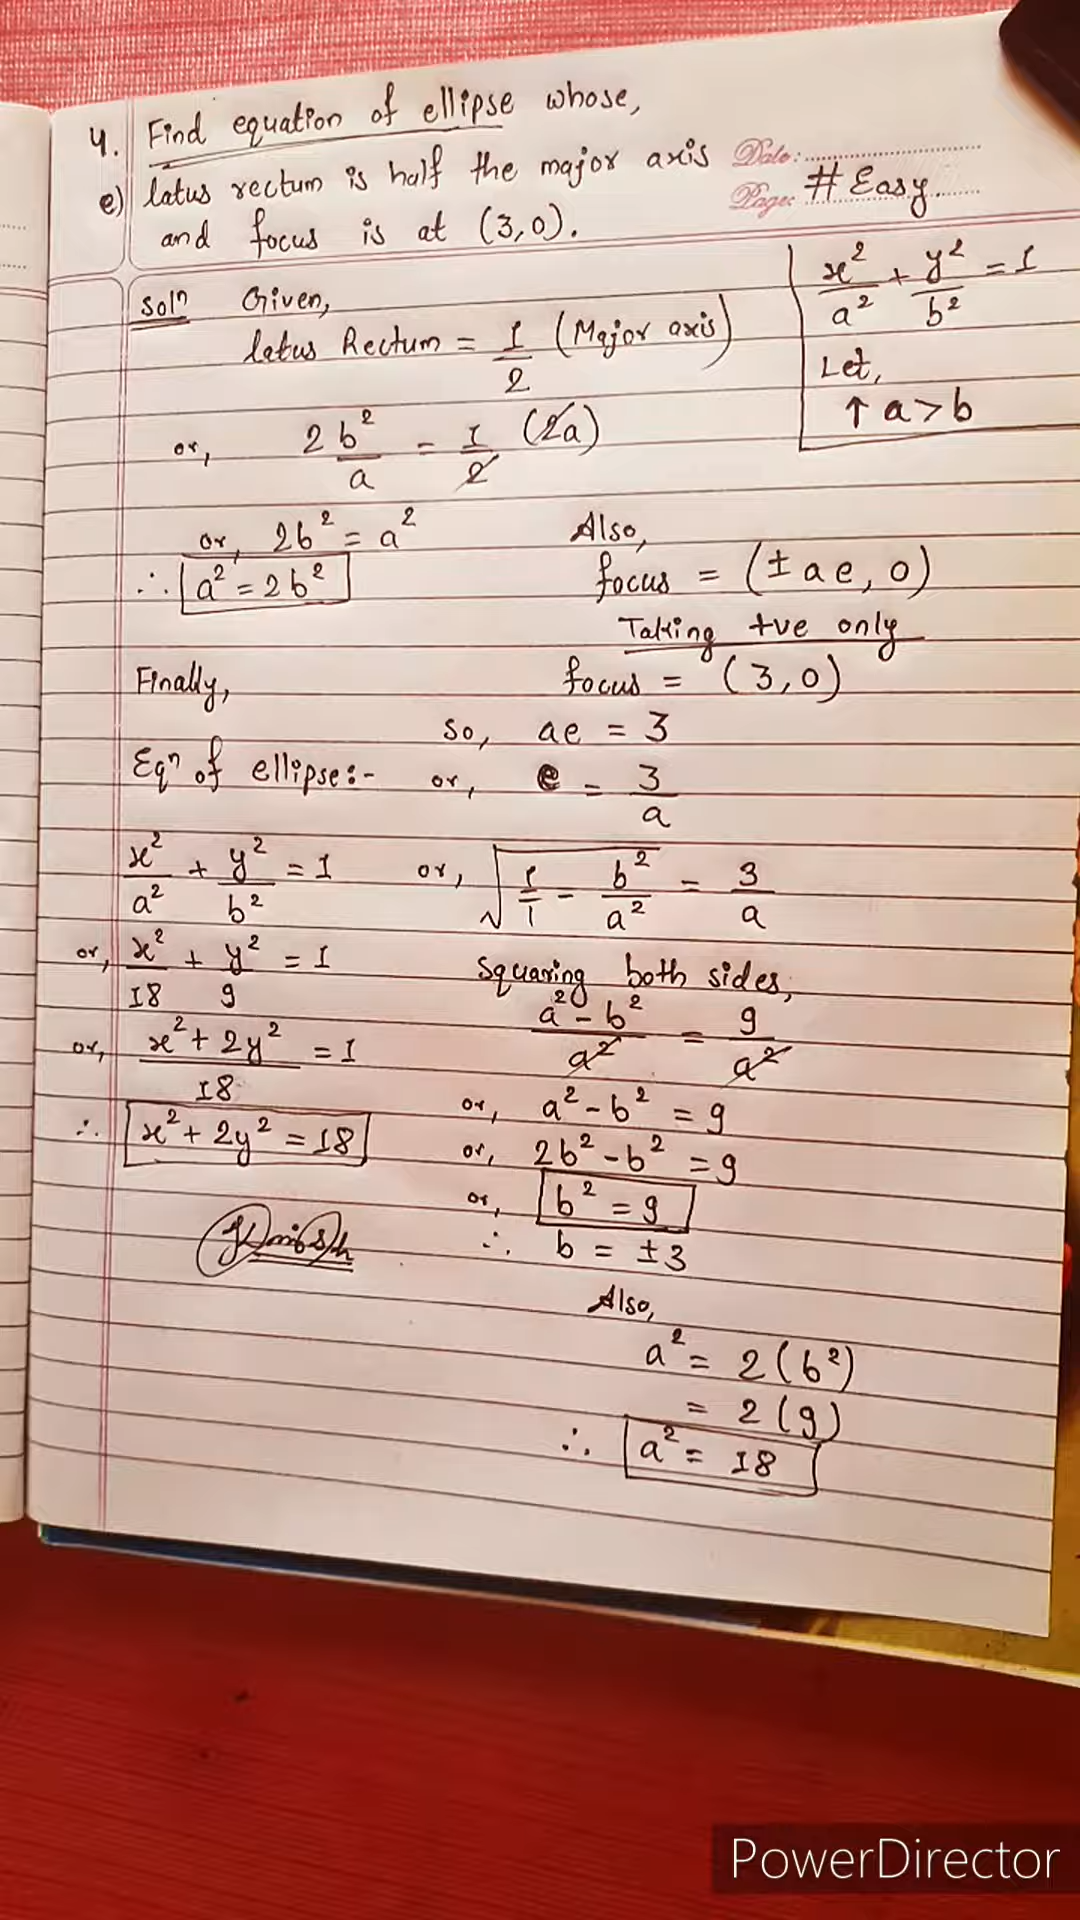 4. Find equation of ellipse whose,
e) latus rectum is half the major axis
and focus is at (3,0).
Date:
Page: # Easy
x²/a² + y²/b² = 1
Let,
↑ a > b
Solⁿ Given,
latus Rectum = 1/2 (Major axis)
or, 2b²/a = 1/2 (2a)
or, 2b² = a²
∴ a² = 2b²
Also,
focus = (± ae, 0)
Taking +ve only
focus = (3,0)
so, ae = 3
or, e = 3/a
or, √(1/1 - b²/a²) = 3/a
Squaring both sides,
a² - b²/a² = 9/a²
or, a² - b² = 9
or, 2b² - b² = 9
or, b² = 9
∴ b = ±3
Also,
a² = 2(b²)
= 2(9)
∴ a² = 18
Finally,
Eqⁿ of ellipse:-
x²/a² + y²/b² = 1
or, x²/18 + y²/9 = 1
or, x² + 2y²/18 = 1
∴ x² + 2y² = 18
PowerDirector